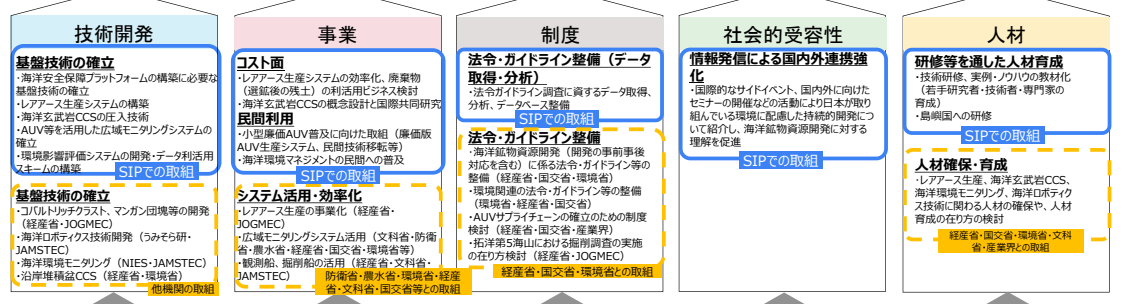 技術開発
基盤技術の確立
・海洋安全保障プラットフォームの構築に必要な
基盤技術の確立
・レアアース生産システムの構築
・海洋玄武岩CCSの圧入技術
・AUV等を活用した広域モニタリングシステムの
確立
・環境影響評価システムの開発・データ利活用
スキームの構築
SIPでの取組
基盤技術の確立
・コバルトリッチクラスト、マンガン団塊等の開発
（経産省・JOGMEC）
・海洋ロボティクス技術開発（うみそら研・
JAMSTEC）
・海洋環境モニタリング（NIES・JAMSTEC）
・沿岸堆積盆CCS（経産省・環境省）
他機関の取組
事業
コスト面
・レアアース生産システムの効率化、廃棄物
（選鉱後の残土）の利活用ビジネス検討
・海洋玄武岩CCSの概念設計と国際共同研究
民間利用
・小型廉価AUV普及に向けた取組（廉価版
AUV生産システム、民間技術移転等）
・海洋環境マネジメントの民間への普及
SIPでの取組
システム活用・効率化
・レアアース生産の事業化（経産省・
JOGMEC）
・広域モニタリングシステム活用（文科省・防衛
省・農水省・経産省・国交省・環境省等）
・観測船、掘削船の活用（経産省・文科省・
JAMSTEC）
防衛省・農水省・環境省・経産
省・文科省・国交省等との取組
制度
法令・ガイドライン整備（データ
取得・分析）
・法令ガイドライン調査に資するデータ取得、
分析、データベース整備
SIPでの取組
法令・ガイドライン整備
・海洋鉱物資源開発（開発の事前事後
対応を含む）に係る法令・ガイドライン等の
整備（経産省・国交省・環境省）
・環境関連の法令・ガイドライン等の整備
（環境省・経産省・国交省）
・AUVサプライチェーンの確立のための制度
検討（経産省・国交省・産業界）
・拓洋第5海山における掘削調査の実施
の在り方検討（経産省・JOGMEC）
経産省・国交省・環境省との取組
社会的受容性
情報発信による国内外連携強
化
・国際的なサイドイベント、国内外に向けた
セミナーの開催などの活動により日本が取り
組んでいる環境に配慮した持続的開発につ
いて紹介し、海洋鉱物資源開発に対する
理解を促進
SIPでの取組
人材
研修等を通した人材育成
・技術研修、実例・ノウハウの教材化
（若手研究者・技術者・専門家の
育成）
・島嶼国への研修
SIPでの取組
人材確保・育成
・レアアース生産、海洋玄武岩CCS、
海洋環境モニタリング、海洋ロボティク
ス技術に関わる人材の確保や、人材
育成の在り方の検討
経産省・国交省・環境省・文科
省・産業界との取組